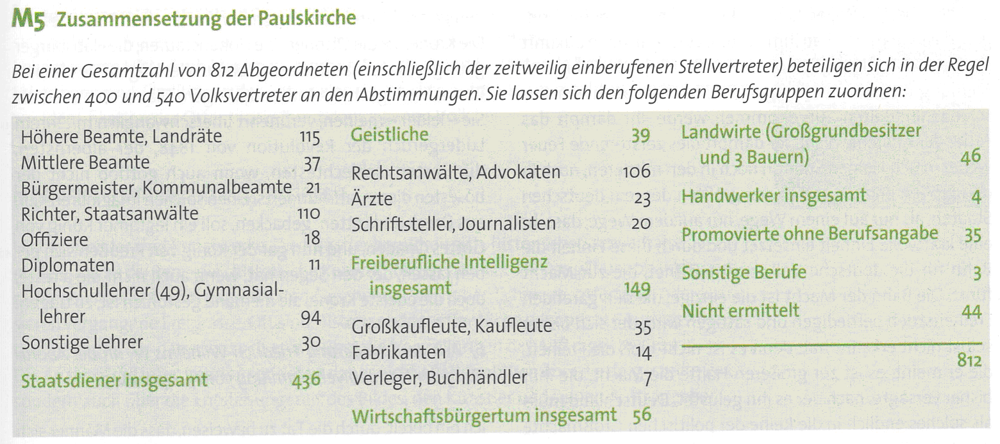 M5 Zusammensetzung der Paulskirche
Bei einer Gesamtzahl von 812 Abgeordneten (einschließlich der zeitweilig einberufenen Stellvertreter) beteiligen sich in der Regel
zwischen 400 und 540 Volksvertreter an den Abstimmungen. Sie lassen sich den folgenden Berufsgruppen zuordnen:
Höhere Beamte, Landräte 115
Mittlere Beamte 37
Bürgermeister, Kommunalbeamte 21
Richter, Staatsanwälte 110
Offiziere 18
Diplomaten 11
Hochschullehrer (49), Gymnasial-
lehrer 94
Sonstige Lehrer 30
Staatsdiener insgesamt 436
Geistliche 39
Rechtsanwälte, Advokaten 106
Ärzte 23
Schriftsteller, Journalisten 20
Freiberufliche Intelligenz
insgesamt 149
Großkaufleute, Kaufleute 35
Fabrikanten 14
Verleger, Buchhändler 7
Wirtschaftsbürgertum insgesamt 56
Landwirte (Großgrundbesitzer
und 3 Bauern) 46
Handwerker insgesamt 4
Promovierte ohne Berufsangabe 35
Sonstige Berufe 3
Nicht ermittelt 44
812